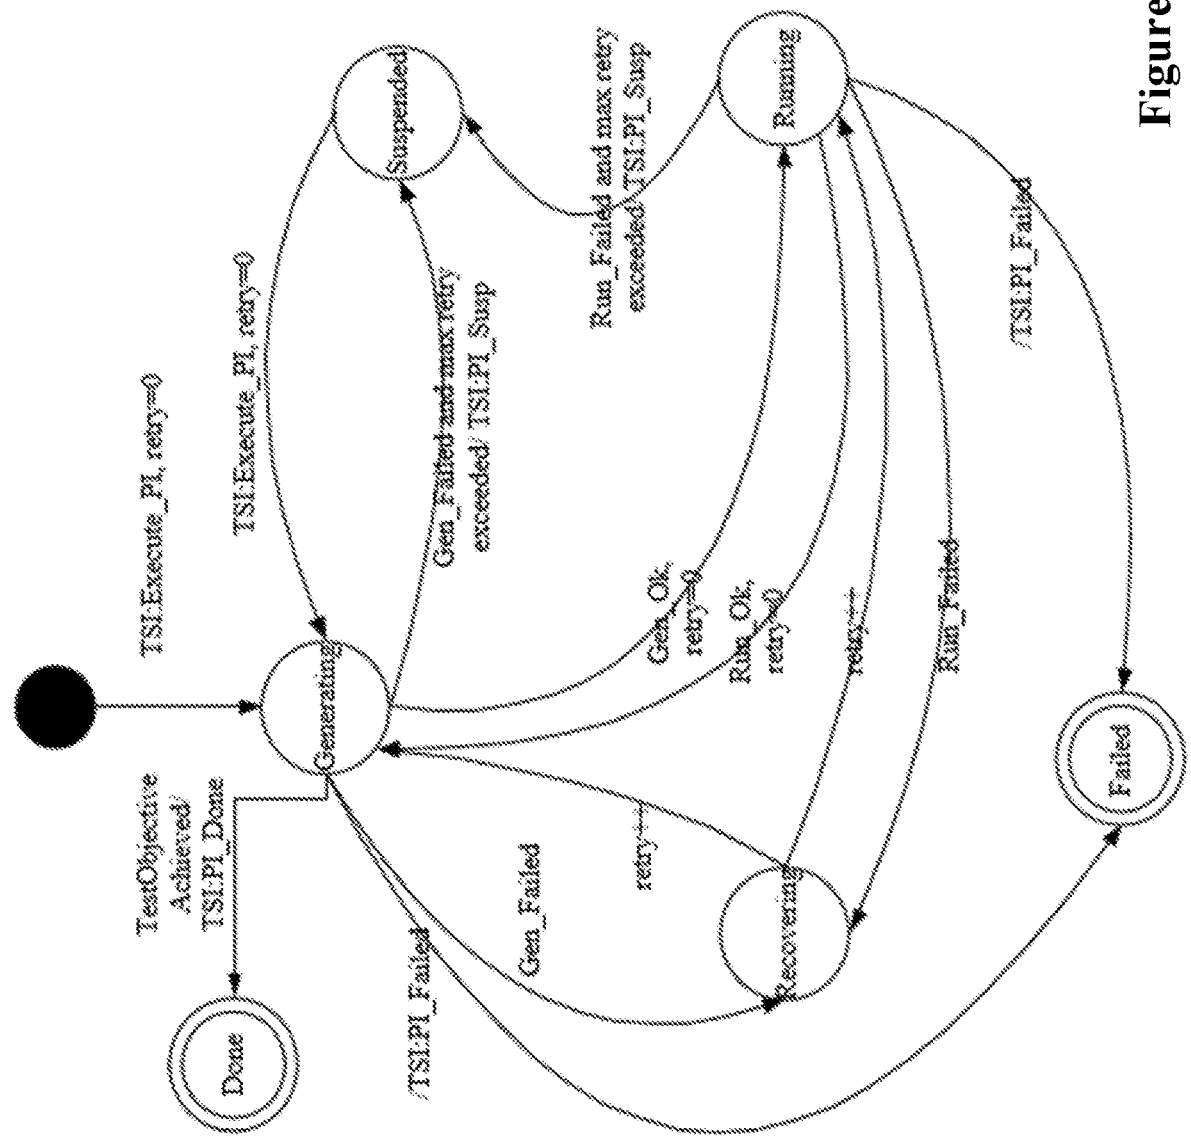 TSI:Execute_PI, retry=0
TestObjective
Achieved/
TSI:PI_Done
Done
TSI:Execute_PI, retry=0
Suspended
Generating
/TSI:PI_Failed
Gen_Failed and max retry
exceeded/ TSI:PI_Susp
Gen_Failed
Run_Failed and max retry
exceeded/TSI:PI_Susp
retry++
Gen_Ok,
retry=0
Run_Ok,
retry=0
Running
Recovering
retry++
Run_Failed
/TSI:PI_Failed
Failed
Figure